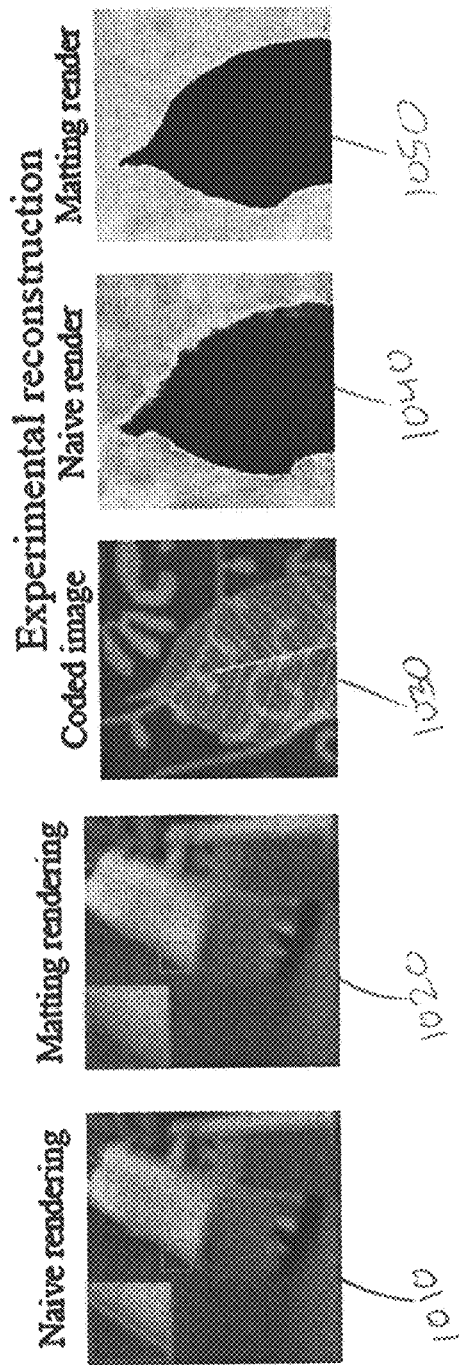 Experimental reconstruction
Naive rendering
Matting rendering
Coded image
Naive render
Matting render
1010
1020
1030
1040
1050